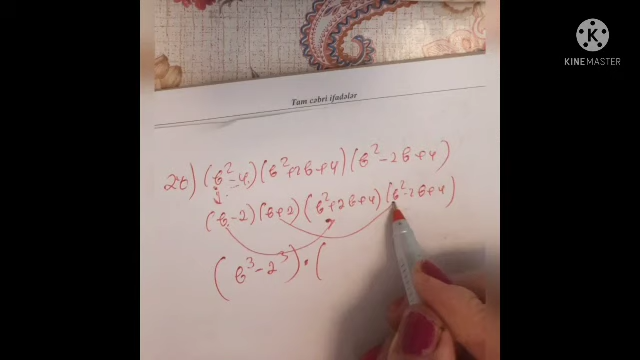 KINEMASTER
Tam cəbri ifadələr
(b² - 4)(b² + 2b + 4)(b² - 2b + 4)
(b - 2)(b + 2)(b² + 2b + 4)(b² - 2b + 4)
(b³ - 2³) · (